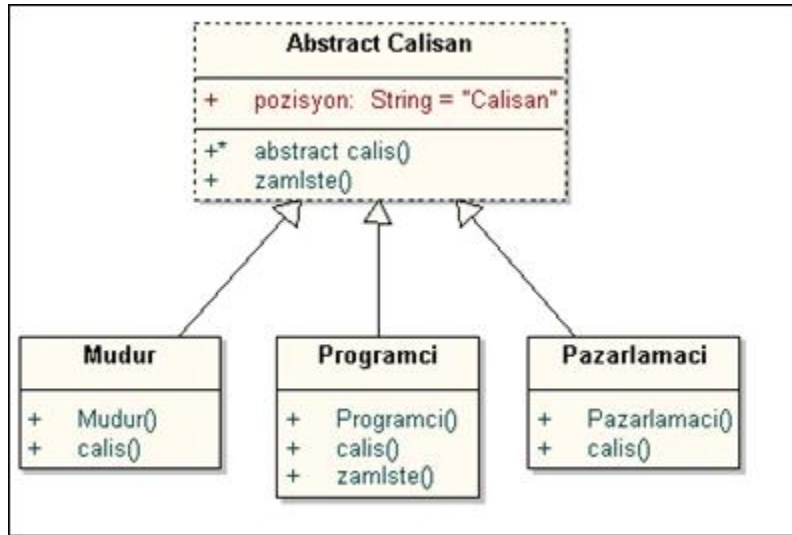 Abstract Calisan
+ pozisyon: String = "Calisan"
+* abstract calis()
+ zamIste()
Mudur
+ Mudur()
+ calis()
Programci
+ Programci()
+ calis()
+ zamIste()
Pazarlamaci
+ Pazarlamaci()
+ calis()